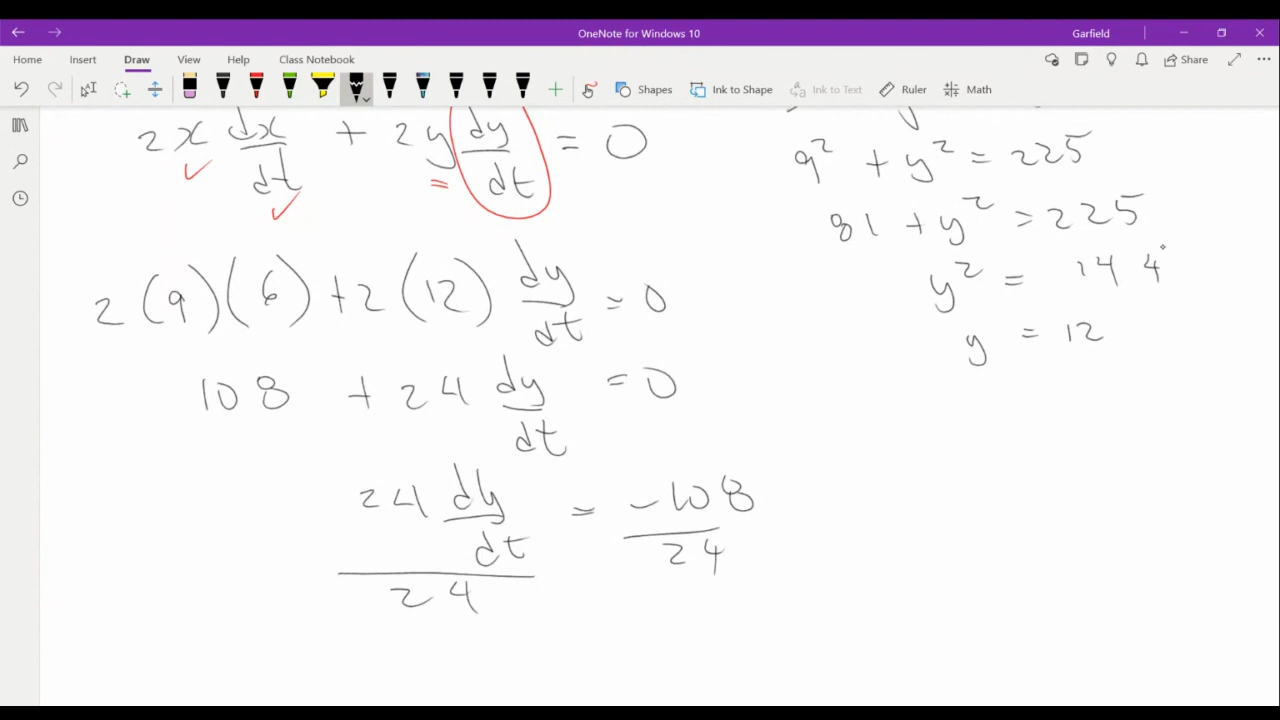 OneNote for Windows 10
Garfield
Home Insert Draw View Help Class Notebook
Share
Shapes Ink to Shape Ink to Text Ruler Math
2x dx/dt + 2y dy/dt = 0
2(9)(6) + 2(12) dy/dt = 0
108 + 24 dy/dt = 0
24 dy/dt / 24 = -108 / 24
9² + y² = 225
81 + y² = 225
y² = 144
y = 12